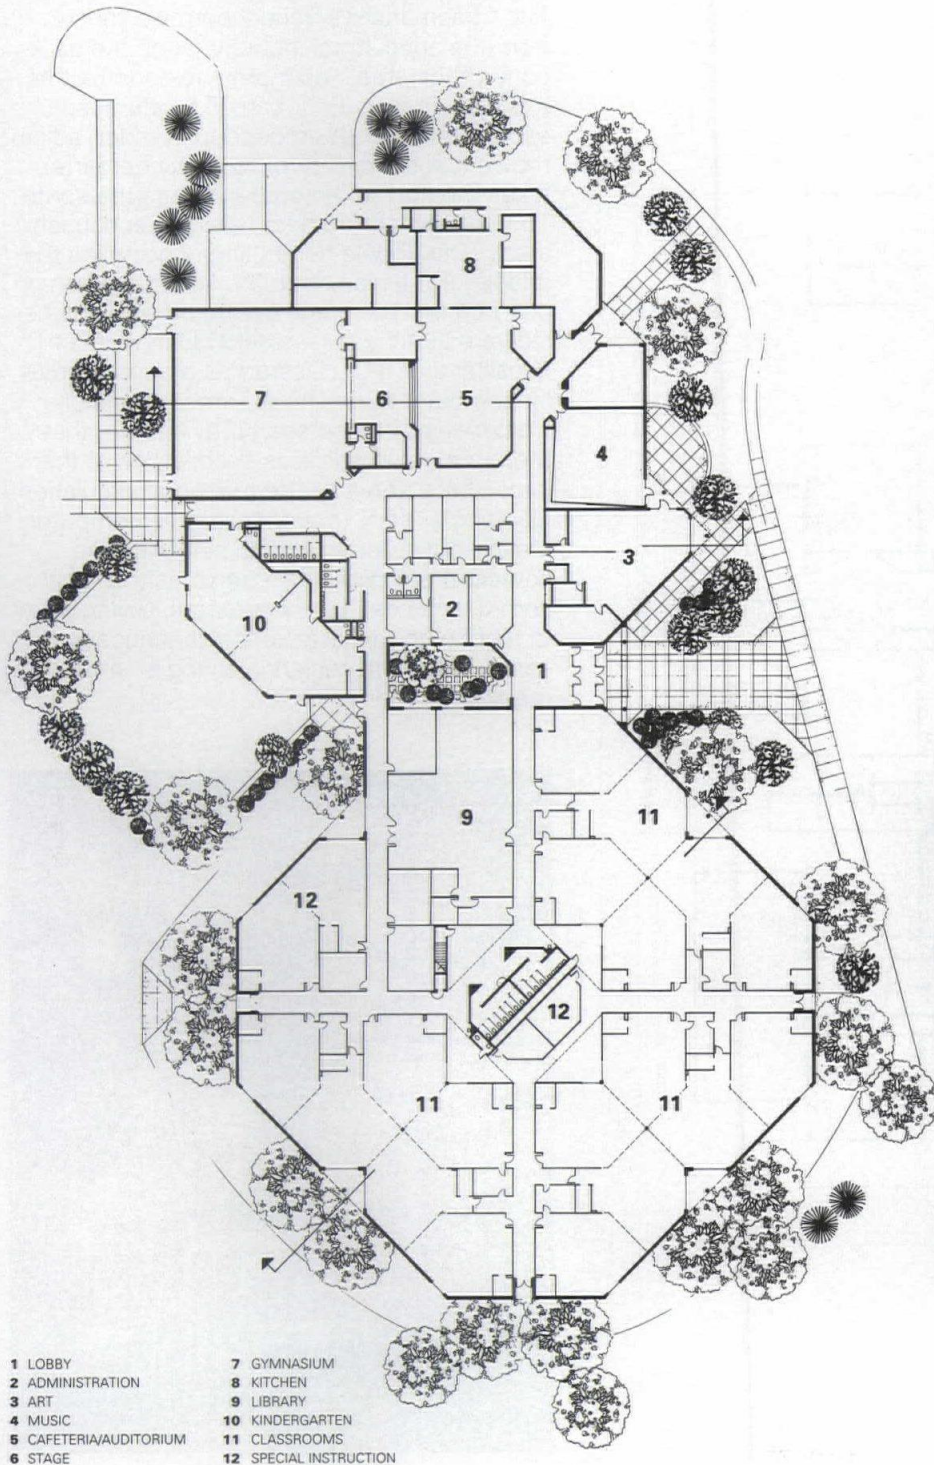 8
7
6
5
4
3
2
10
1
9
11
12
12
11
11
1 LOBBY
2 ADMINISTRATION
3 ART
4 MUSIC
5 CAFETERIA/AUDITORIUM
6 STAGE
7 GYMNASIUM
8 KITCHEN
9 LIBRARY
10 KINDERGARTEN
11 CLASSROOMS
12 SPECIAL INSTRUCTION